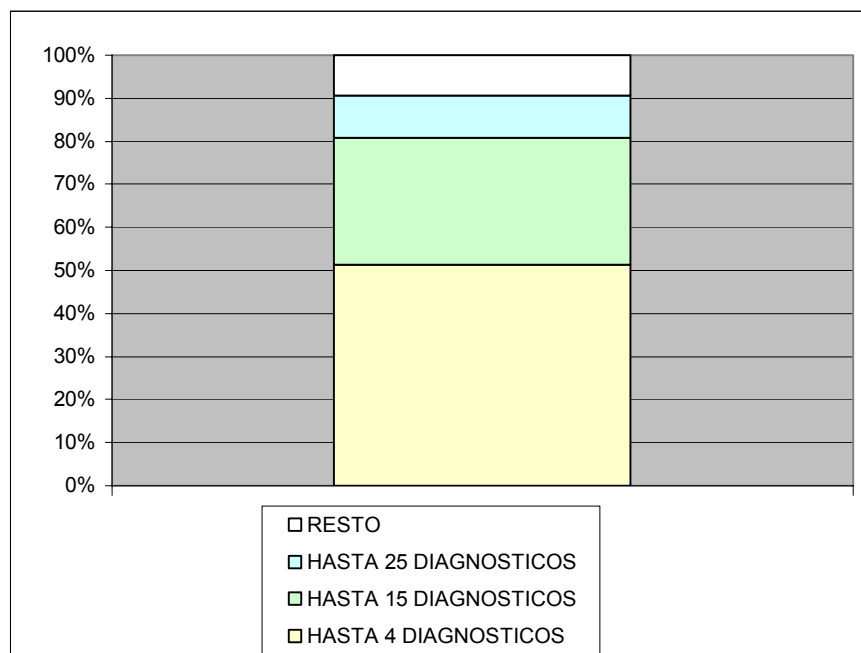 100%
90%
80%
70%
60%
50%
40%
30%
20%
10%
0%
RESTO
HASTA 25 DIAGNOSTICOS
HASTA 15 DIAGNOSTICOS
HASTA 4 DIAGNOSTICOS